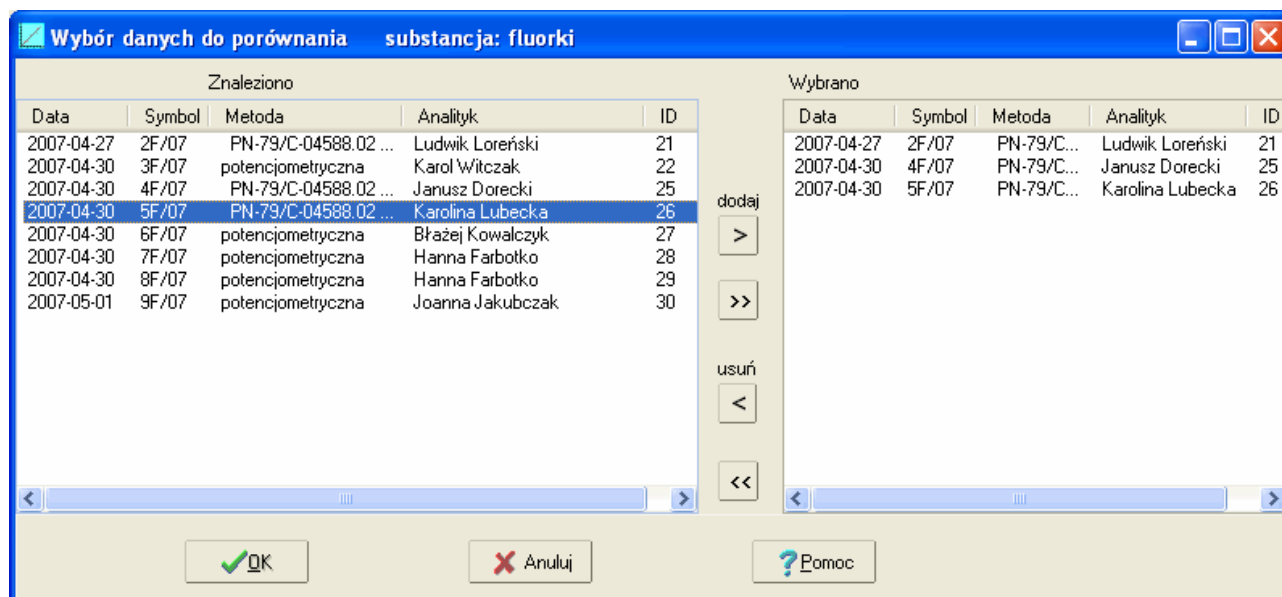 Wybór danych do porównania substancja: fluorki
Znaleziono
Data Symbol Metoda Analityk ID
2007-04-27 2F/07 PN-79/C-04588.02 ... Ludwik Loreński 21
2007-04-30 3F/07 potencjometryczna Karol Witczak 22
2007-04-30 4F/07 PN-79/C-04588.02 ... Janusz Dorecki 25
2007-04-30 5F/07 PN-79/C-04588.02 ... Karolina Lubecka 26
2007-04-30 6F/07 potencjometryczna Błażej Kowalczyk 27
2007-04-30 7F/07 potencjometryczna Hanna Farbotko 28
2007-04-30 8F/07 potencjometryczna Hanna Farbotko 29
2007-05-01 9F/07 potencjometryczna Joanna Jakubczak 30
dodaj
>
>>
usuń
<
<<
Wybrano
Data Symbol Metoda Analityk ID
2007-04-27 2F/07 PN-79/C... Ludwik Loreński 21
2007-04-30 4F/07 PN-79/C... Janusz Dorecki 25
2007-04-30 5F/07 PN-79/C... Karolina Lubecka 26
OK
Anuluj
Pomoc